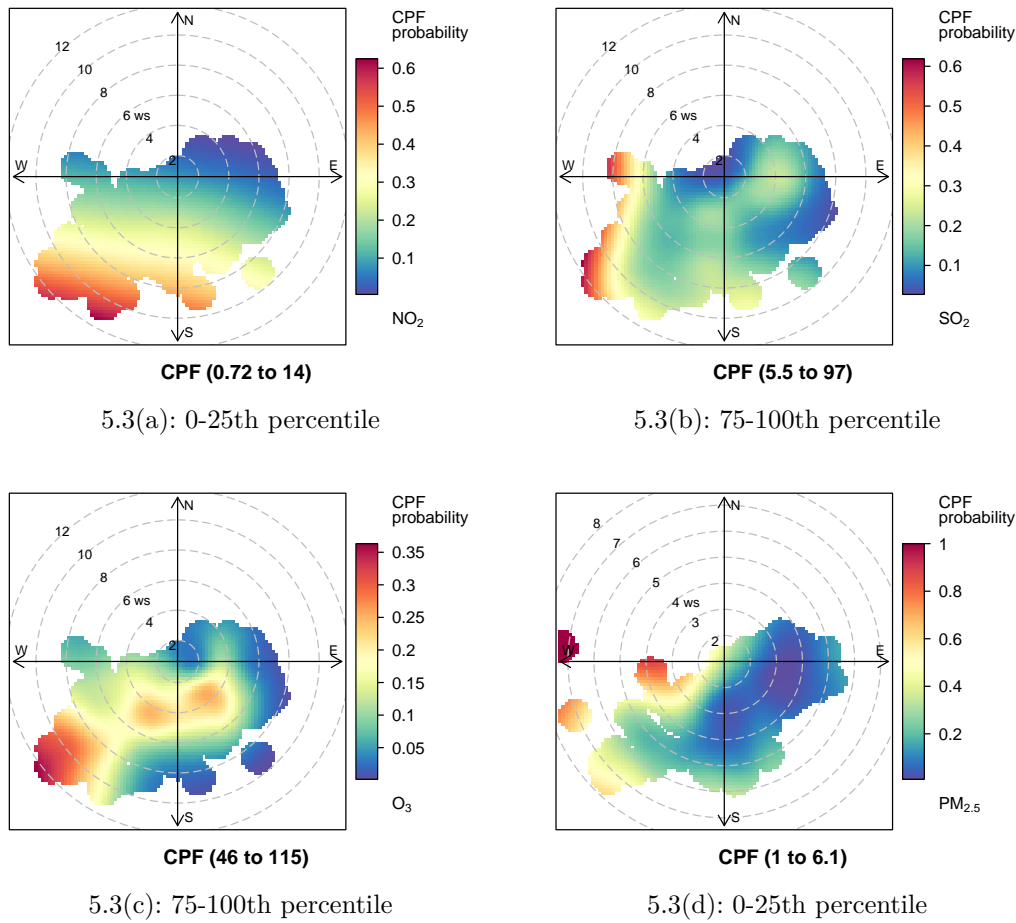 CPF
probability
N
12
10
8
6 ws
4
2
W
E
S
0.6
0.5
0.4
0.3
0.2
0.1
NO2
CPF (0.72 to 14)
5.3(a): 0-25th percentile
CPF
probability
N
12
10
8
6 ws
4
2
W
E
S
0.6
0.5
0.4
0.3
0.2
0.1
SO2
CPF (5.5 to 97)
5.3(b): 75-100th percentile
CPF
probability
N
12
10
8
6 ws
4
2
W
E
S
0.35
0.30
0.25
0.20
0.15
0.10
0.05
O3
CPF (46 to 115)
5.3(c): 75-100th percentile
CPF
probability
N
8
7
6
5
4 ws
3
2
W
E
S
1
0.8
0.6
0.4
0.2
PM2.5
CPF (1 to 6.1)
5.3(d): 0-25th percentile